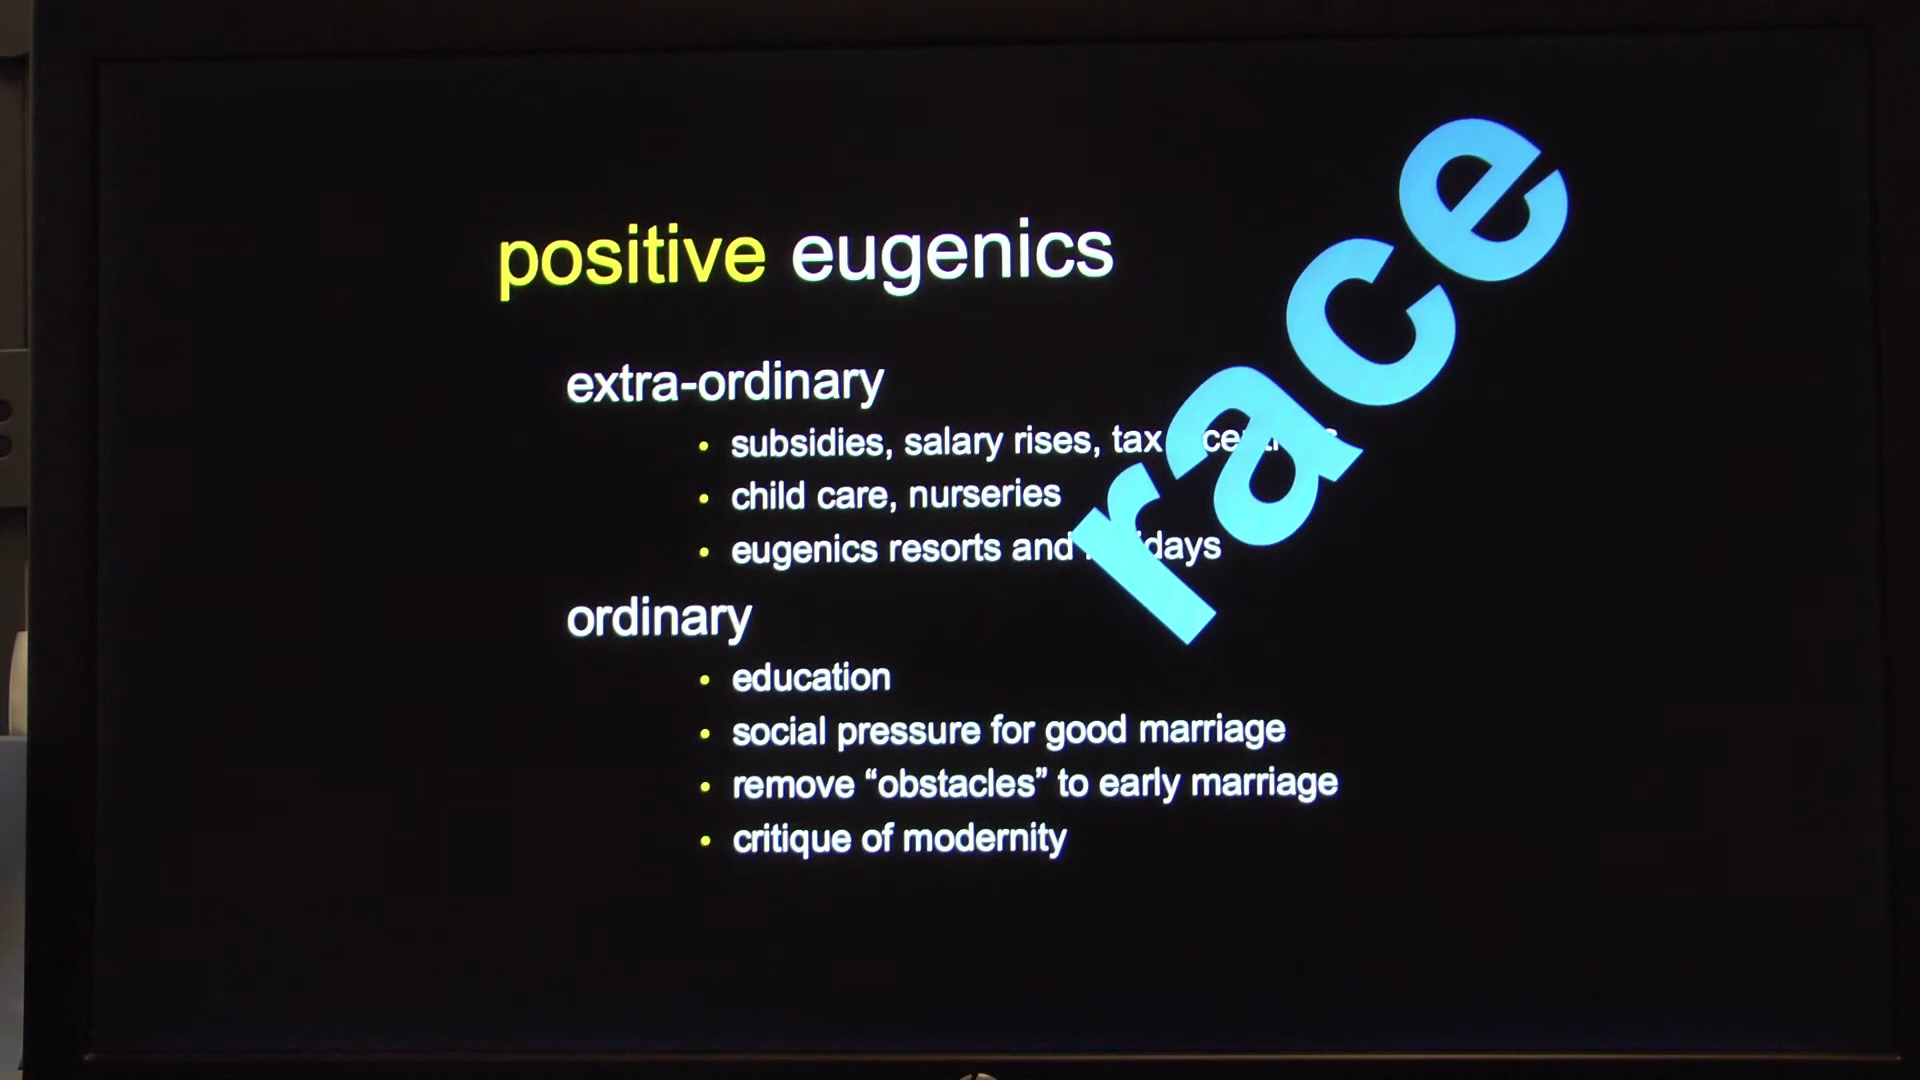 positive eugenics
race
extra-ordinary
• subsidies, salary rises, tax
• child care, nurseries
• eugenics resorts and
ordinary
• education
• social pressure for good marriage
• remove “obstacles” to early marriage
• critique of modernity